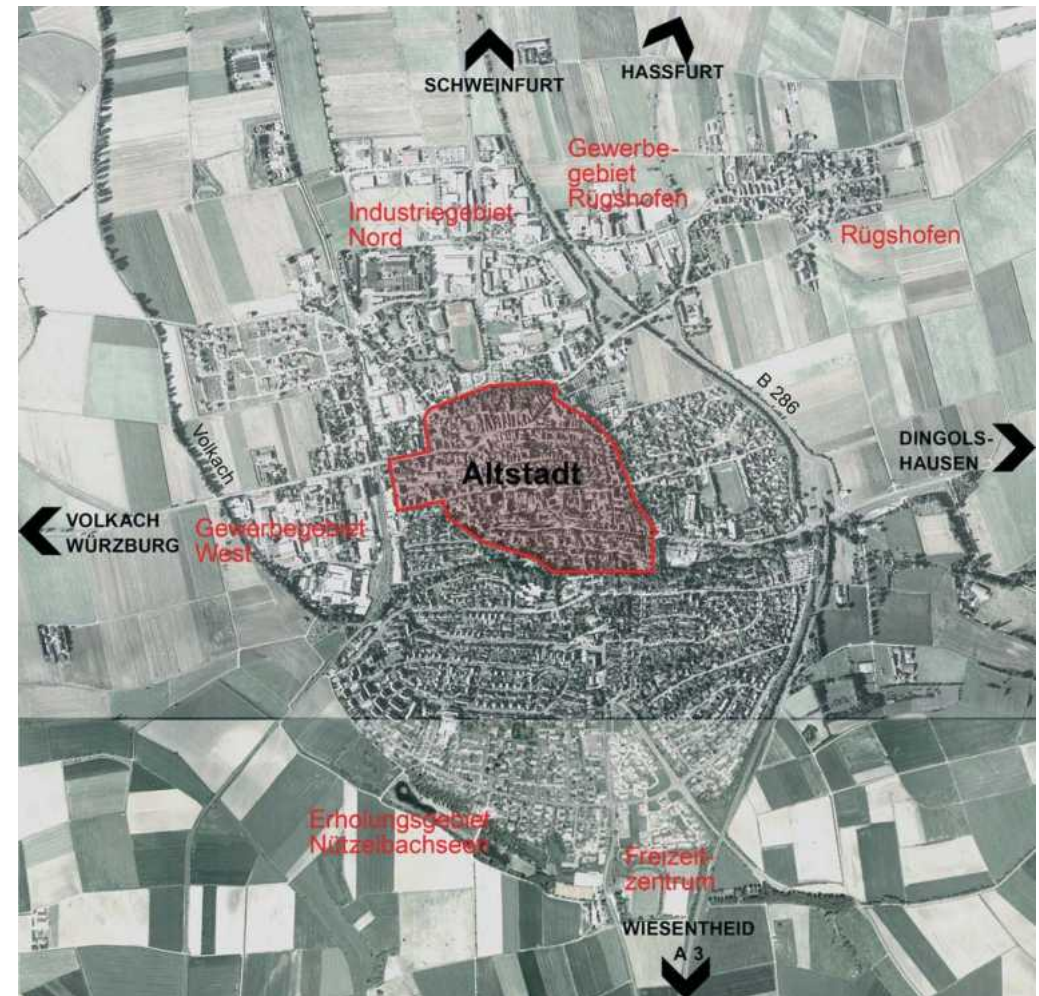 SCHWEINFURT
HASSFURT
Gewerbe-
gebiet
Rügshofen
Industriegebiet
Nord
Rügshofen
B 286
Volkach
DINGOLS-
HAUSEN
Altstadt
VOLKACH
WÜRZBURG
Gewerbegebiet
West
Erholungsgebiet
Nützelbachseen
Freizeit-
zentrum
WIESENTHEID
A 3